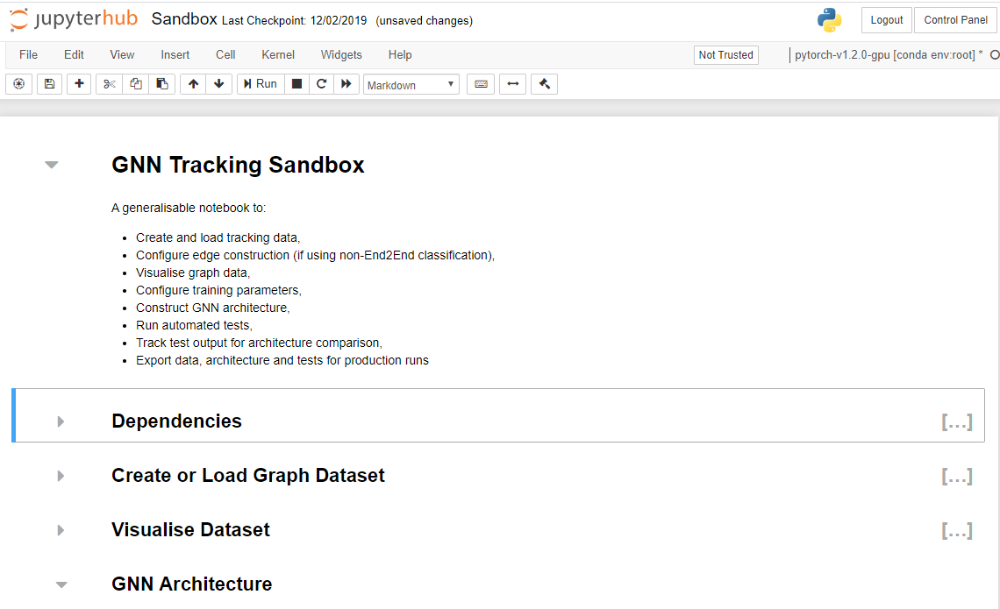 jupyterhub Sandbox Last Checkpoint: 12/02/2019 (unsaved changes) Logout Control Panel
File Edit View Insert Cell Kernel Widgets Help Not Trusted pytorch-v1.2.0-gpu [conda env:root] *
Run Markdown
GNN Tracking Sandbox
A generalisable notebook to:
• Create and load tracking data,
• Configure edge construction (if using non-End2End classification),
• Visualise graph data,
• Configure training parameters,
• Construct GNN architecture,
• Run automated tests,
• Track test output for architecture comparison,
• Export data, architecture and tests for production runs
Dependencies [...]
Create or Load Graph Dataset [...]
Visualise Dataset [...]
GNN Architecture